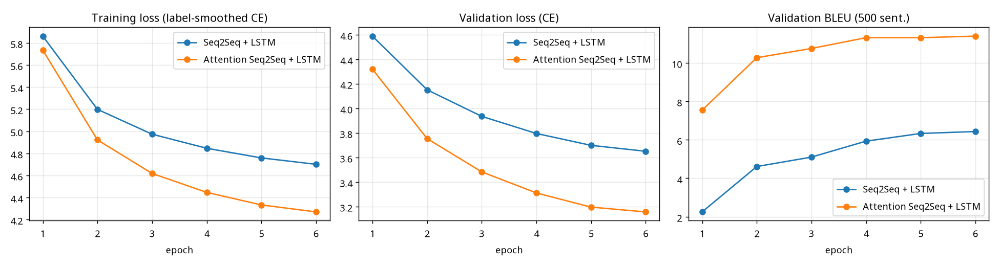 Training loss (label-smoothed CE)
5.8
5.6
5.4
5.2
5.0
4.8
4.6
4.4
4.2
1 2 3 4 5 6
epoch
Seq2Seq + LSTM
Attention Seq2Seq + LSTM
Validation loss (CE)
4.6
4.4
4.2
4.0
3.8
3.6
3.4
3.2
1 2 3 4 5 6
epoch
Seq2Seq + LSTM
Attention Seq2Seq + LSTM
Validation BLEU (500 sent.)
10
8
6
4
2
1 2 3 4 5 6
epoch
Seq2Seq + LSTM
Attention Seq2Seq + LSTM